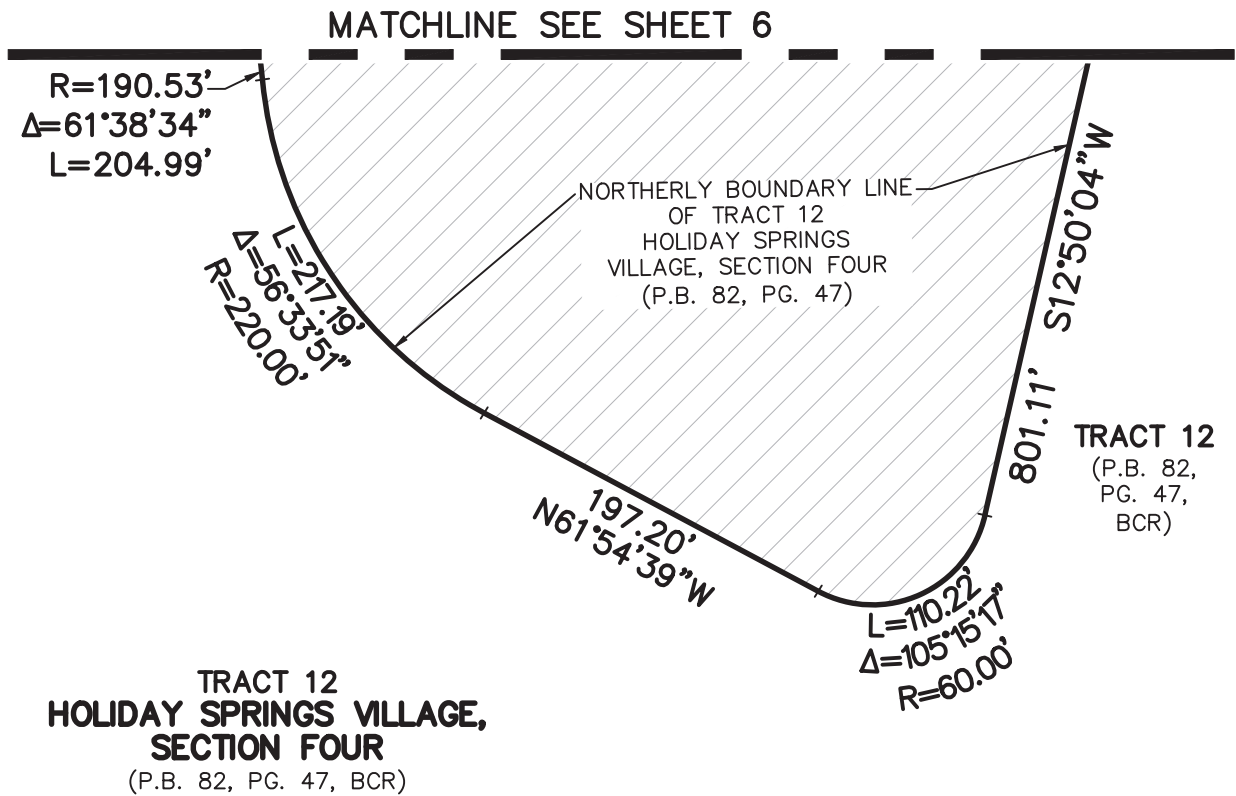 MATCHLINE SEE SHEET 6
R=190.53'
Δ=61°38'34"
L=204.99'
NORTHERLY BOUNDARY LINE
OF TRACT 12
HOLIDAY SPRINGS
VILLAGE, SECTION FOUR
(P.B. 82, PG. 47)
S12°50'04"W
801.11'
L=217.19'
Δ=56°33'51"
R=220.00'
TRACT 12
(P.B. 82,
PG. 47,
BCR)
197.20'
N61°54'39"W
L=110.22'
Δ=105°15'17"
R=60.00'
TRACT 12
HOLIDAY SPRINGS VILLAGE,
SECTION FOUR
(P.B. 82, PG. 47, BCR)